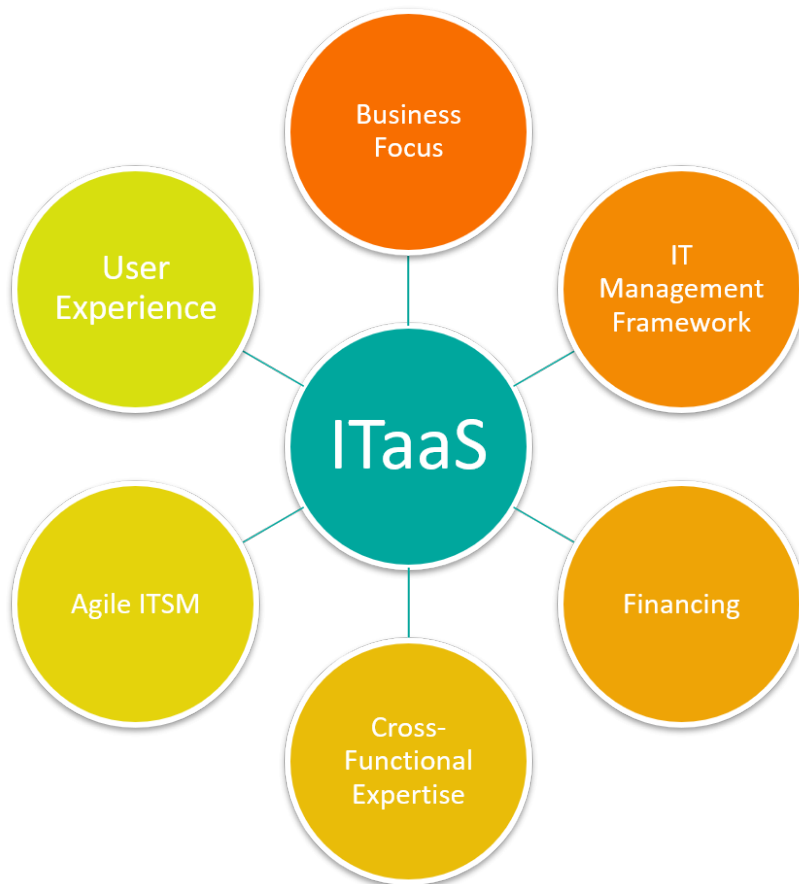 Business
Focus
IT
Management
Framework
Financing
Cross-
Functional
Expertise
Agile ITSM
User
Experience
ITaaS